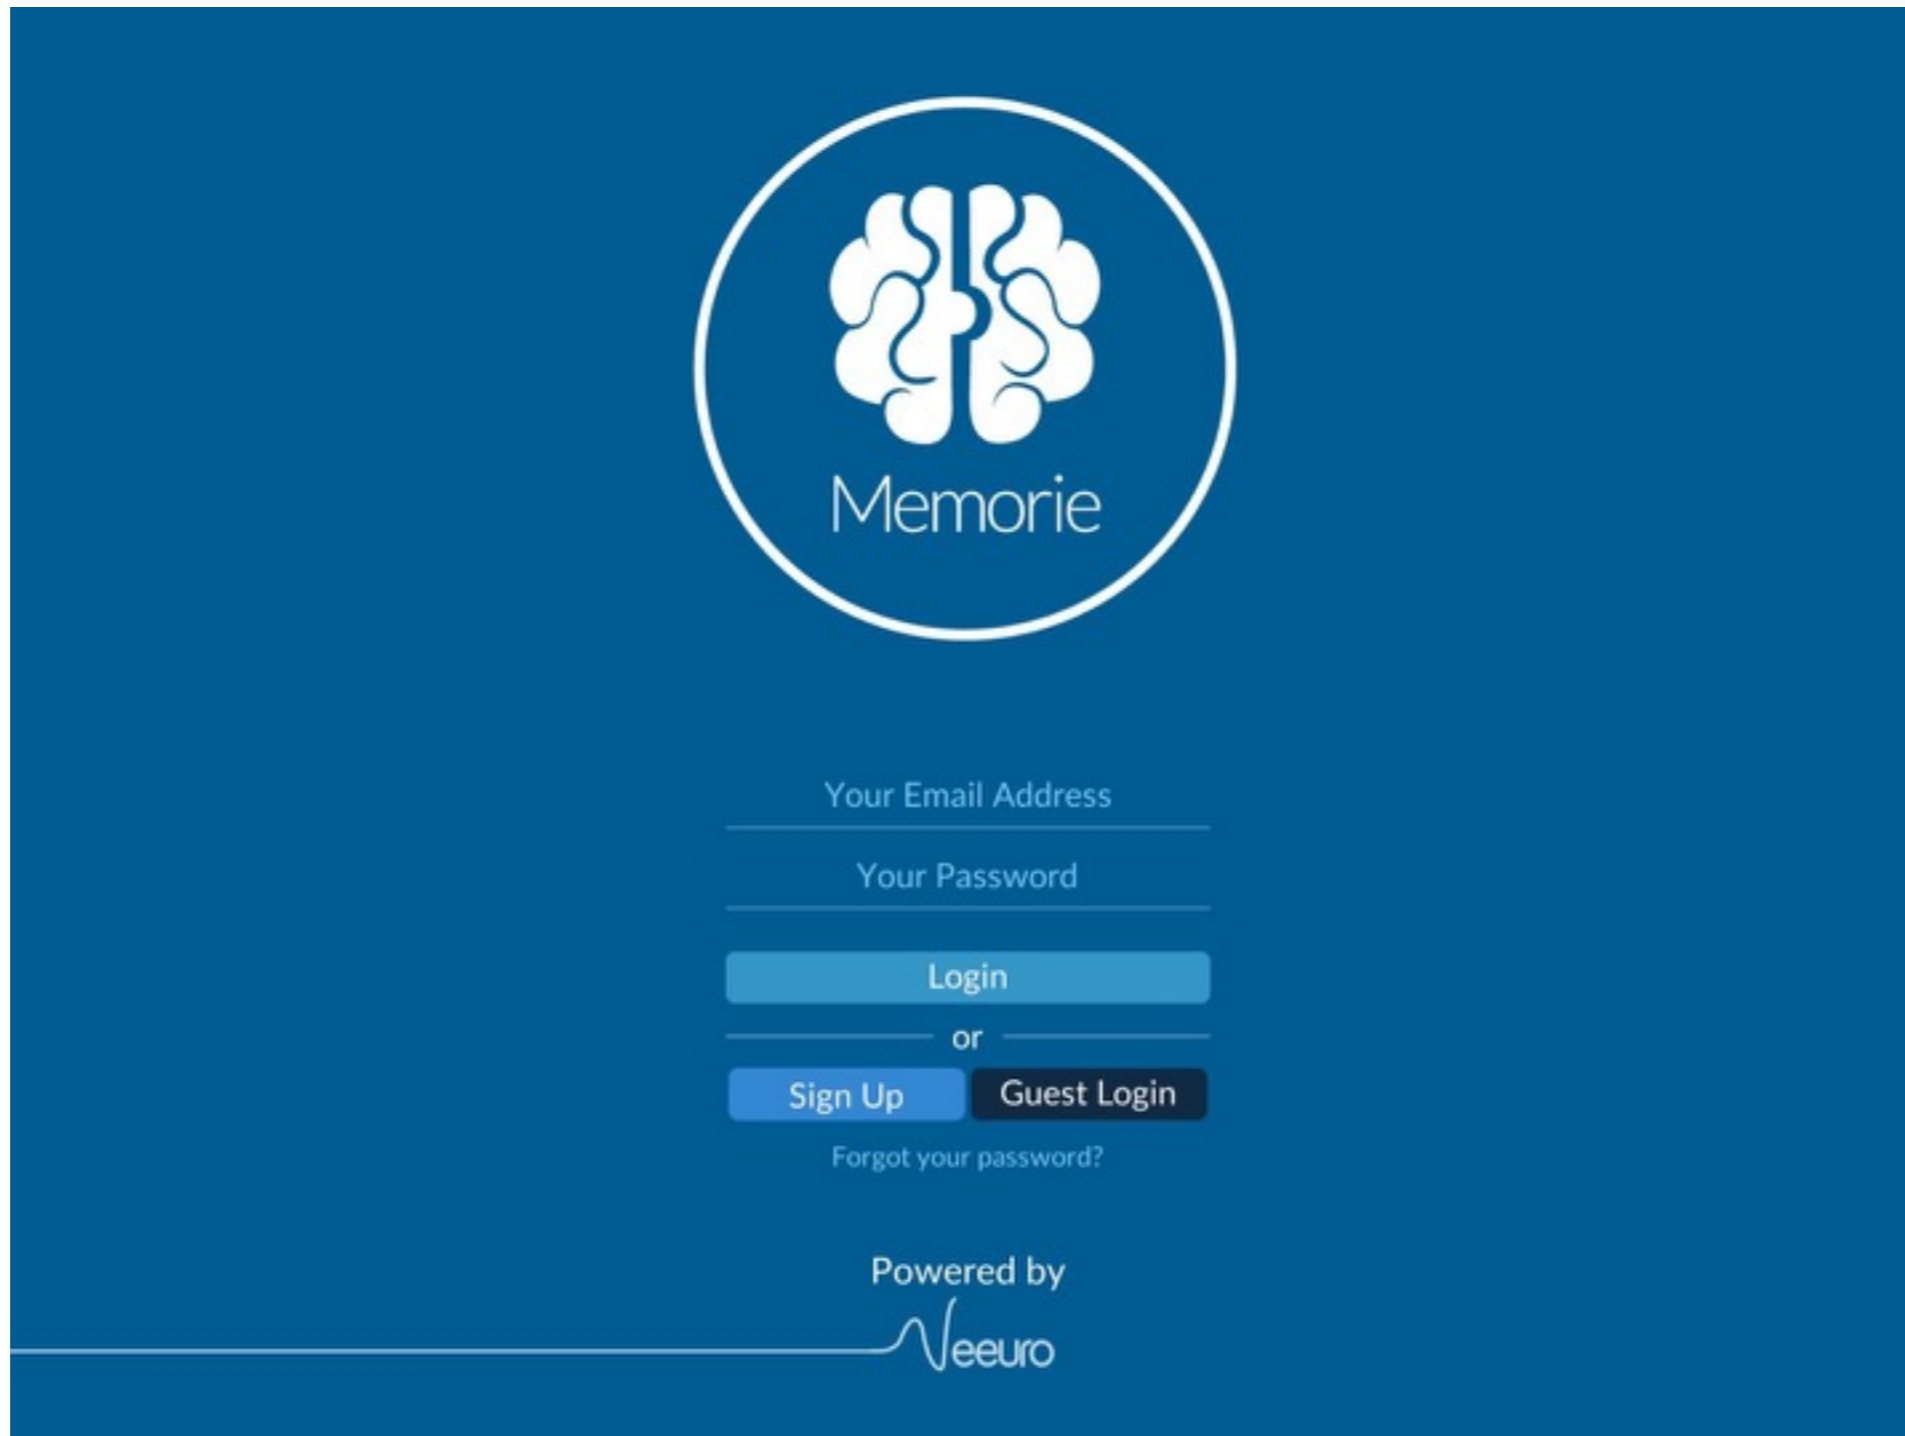 Memorie
Your Email Address
Your Password
Login
or
Sign Up
Guest Login
Forgot your password?
Powered by
Neeuro